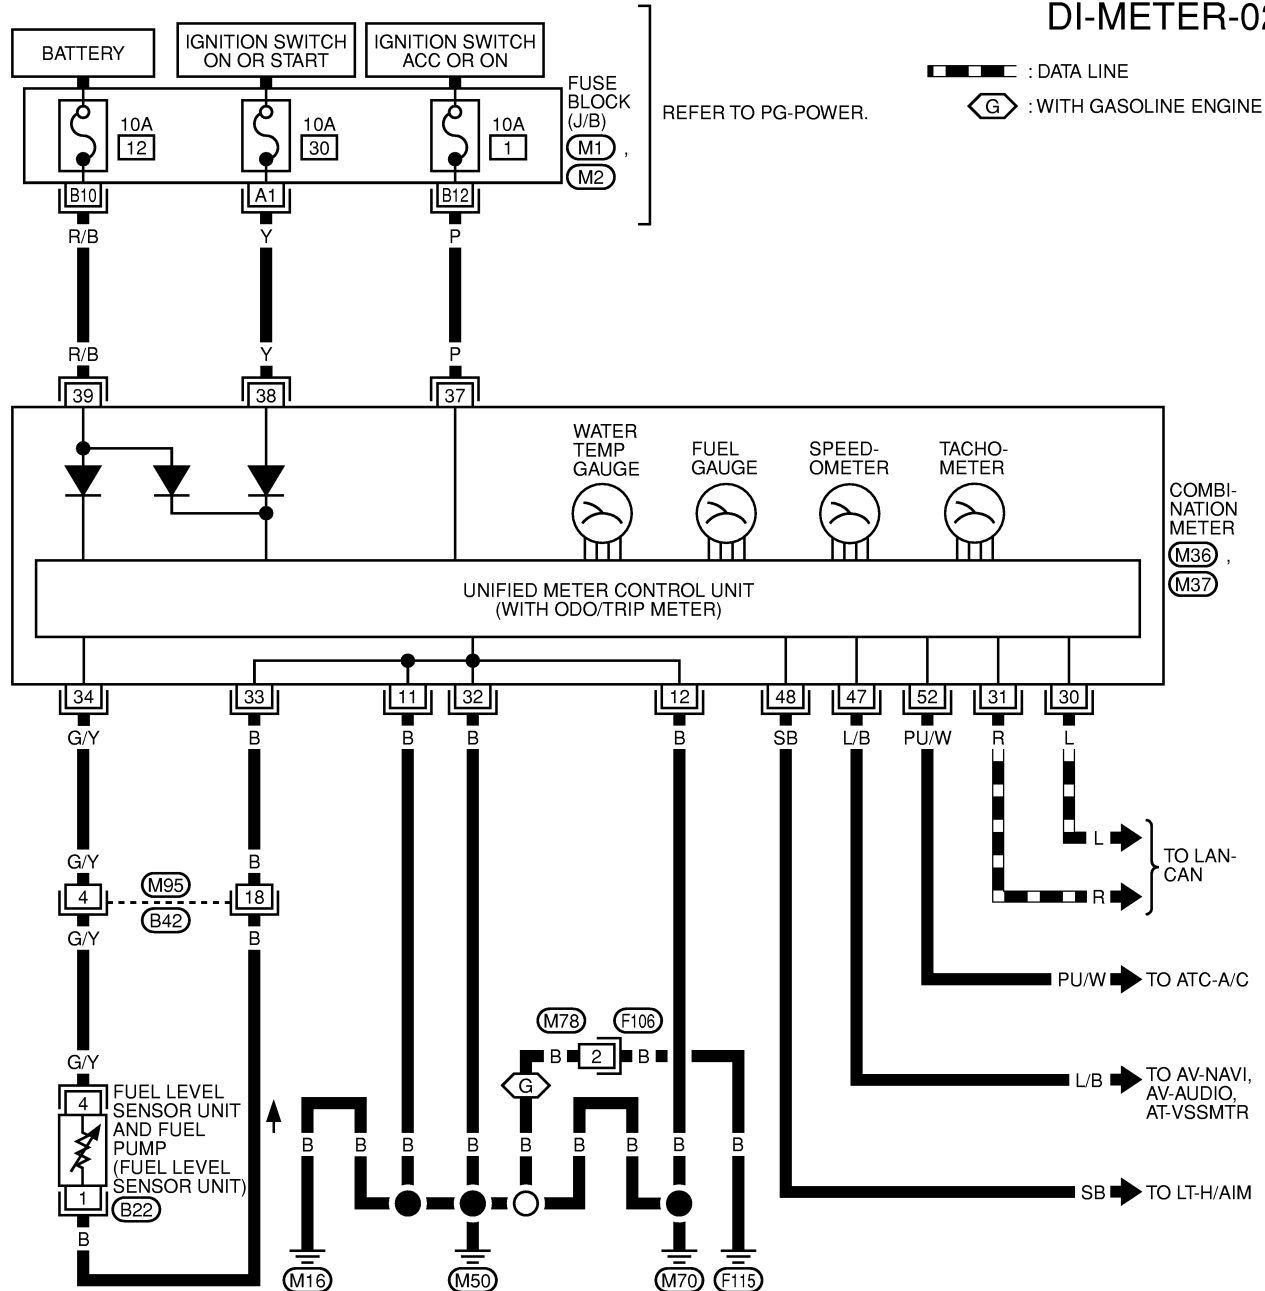 DI-METER-02
BATTERY
IGNITION SWITCH
ON OR START
IGNITION SWITCH
ACC OR ON
: DATA LINE
G : WITH GASOLINE ENGINE
FUSE
BLOCK
(J/B)
M1 ,
M2
REFER TO PG-POWER.
10A
12
10A
30
10A
1
B10
A1
B12
R/B
Y
P
R/B
Y
P
39
38
37
WATER
TEMP
GAUGE
FUEL
GAUGE
SPEED-
OMETER
TACHO-
METER
COMBI-
NATION
METER
M36 ,
M37
UNIFIED METER CONTROL UNIT
(WITH ODO/TRIP METER)
34
33
11
32
12
48
47
52
31
30
G/Y
B
B
B
B
SB
L/B
PU/W
R
L
L
R
TO LAN-
CAN
G/Y
B
4
M95
B42
18
G/Y
B
PU/W
TO ATC-A/C
M78
F106
B
2
B
G
G/Y
4
FUEL LEVEL
SENSOR UNIT
AND FUEL
PUMP
(FUEL LEVEL
SENSOR UNIT)
1
B22
B
L/B
TO AV-NAVI,
AV-AUDIO,
AT-VSSMTR
B
B
B
B
B
B
B
B
B
SB
TO LT-H/AIM
M16
M50
M70
F115